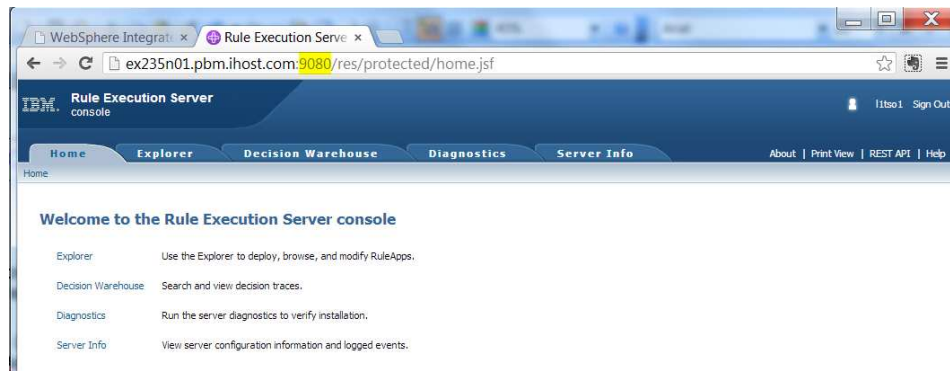 WebSphere Integrati
Rule Execution Serve
ex235n01.pbm.ihost.com:9080/res/protected/home.jsf
IBM. Rule Execution Server
console
l1tso1 Sign Out
Home Explorer Decision Warehouse Diagnostics Server Info
About | Print View | REST API | Help
Home
Welcome to the Rule Execution Server console
Explorer Use the Explorer to deploy, browse, and modify RuleApps.
Decision Warehouse Search and view decision traces.
Diagnostics Run the server diagnostics to verify installation.
Server Info View server configuration information and logged events.